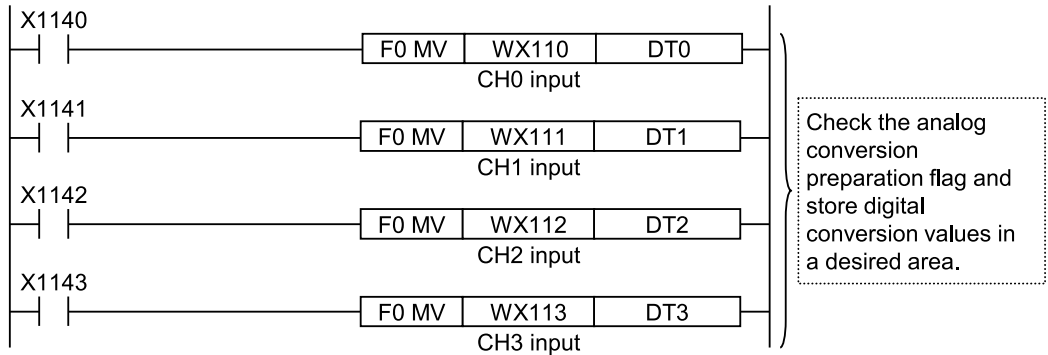 X1140
F0 MV WX110 DT0
CH0 input
X1141
F0 MV WX111 DT1
CH1 input
X1142
F0 MV WX112 DT2
CH2 input
X1143
F0 MV WX113 DT3
CH3 input
Check the analog
conversion
preparation flag and
store digital
conversion values in
a desired area.